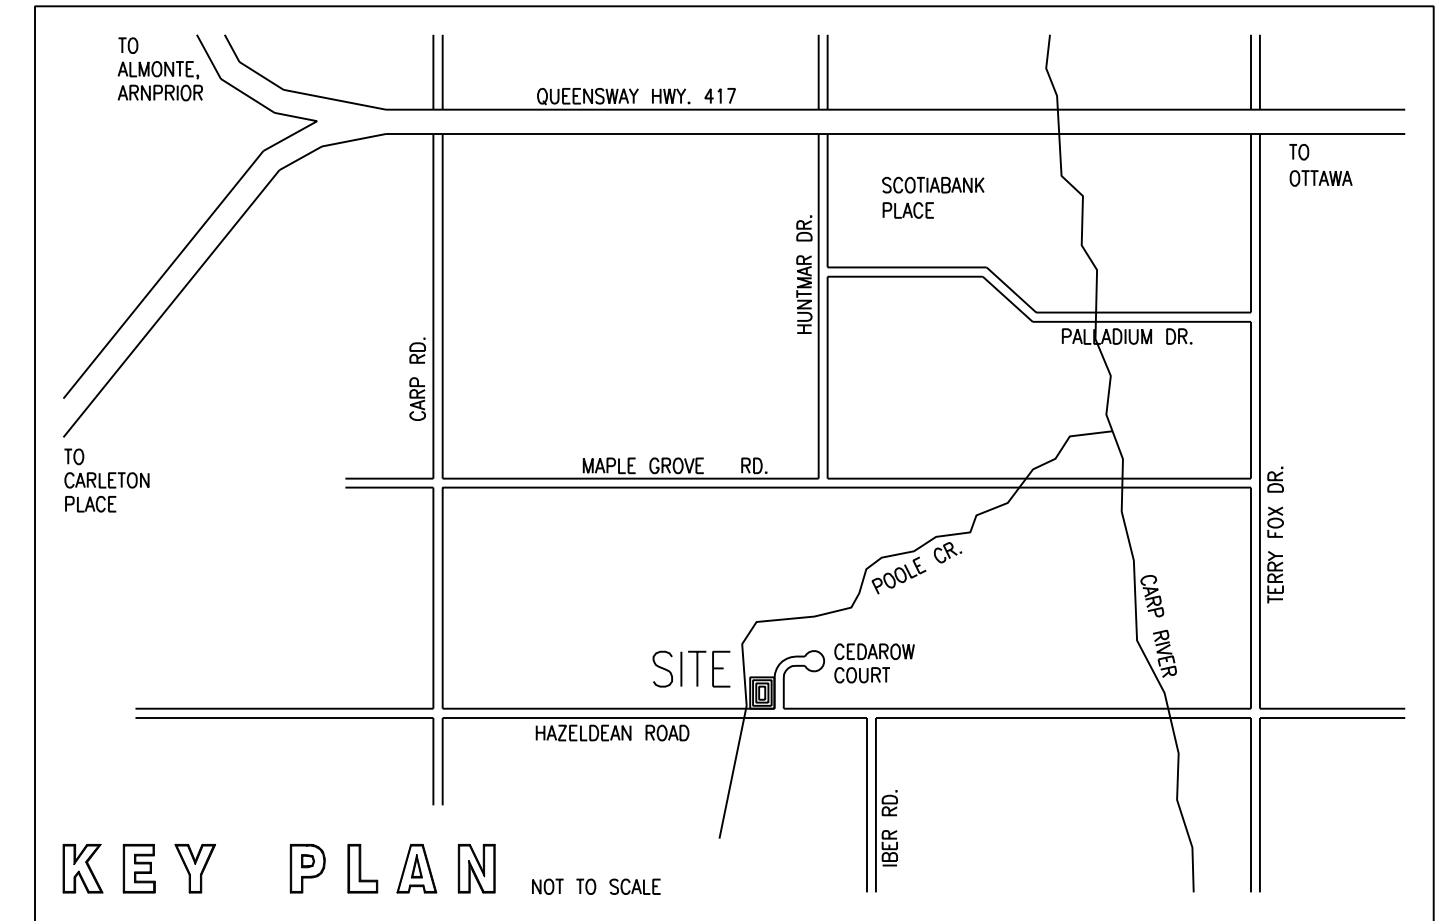 TO
ALMONTE,
ARNPRIOR
QUEENSWAY HWY. 417
TO
OTTAWA
SCOTIABANK
PLACE
HUNTMAR DR.
PALLADIUM DR.
CARP RD.
TO
CARLETON
PLACE
MAPLE GROVE RD.
TERRY FOX DR.
POOLE CR.
CARP RIVER
SITE
CEDAROW
COURT
HAZELDEAN ROAD
IBER RD.
KEY PLAN NOT TO SCALE